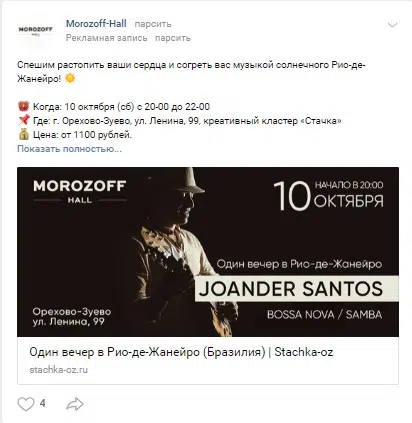 MOROZOFF
HALL
Morozoff-Hall парсить
Рекламная запись парсить
Спешим растопить ваши сердца и согреть вас музыкой солнечного Рио-де-
Жанейро! ☀️
⏰ Когда: 10 октября (сб) с 20-00 до 22-00
📌 Где: г. Орехово-Зуево, ул. Ленина, 99, креативный кластер «Стачка»
💰 Цена: от 1100 рублей.
Показать полностью...
MOROZOFF
HALL
10 НАЧАЛО В 20:00
ОКТЯБРЯ
Один вечер в Рио-де-Жанейро
JOANDER SANTOS
BOSSA NOVA / SAMBA
Орехово-Зуево
ул. Ленина, 99
Один вечер в Рио-де-Жанейро (Бразилия) | Stachka-oz
stachka-oz.ru
4